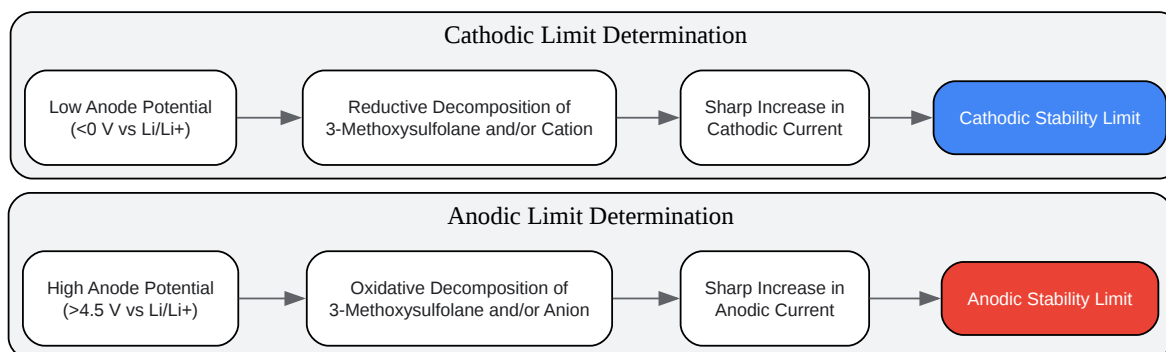 Cathodic Limit Determination
Low Anode Potential
(<0 V vs Li/Li+)
Reductive Decomposition of
3-Methoxysulfolane and/or Cation
Sharp Increase in
Cathodic Current
Cathodic Stability Limit
Anodic Limit Determination
High Anode Potential
(>4.5 V vs Li/Li+)
Oxidative Decomposition of
3-Methoxysulfolane and/or Anion
Sharp Increase in
Anodic Current
Anodic Stability Limit